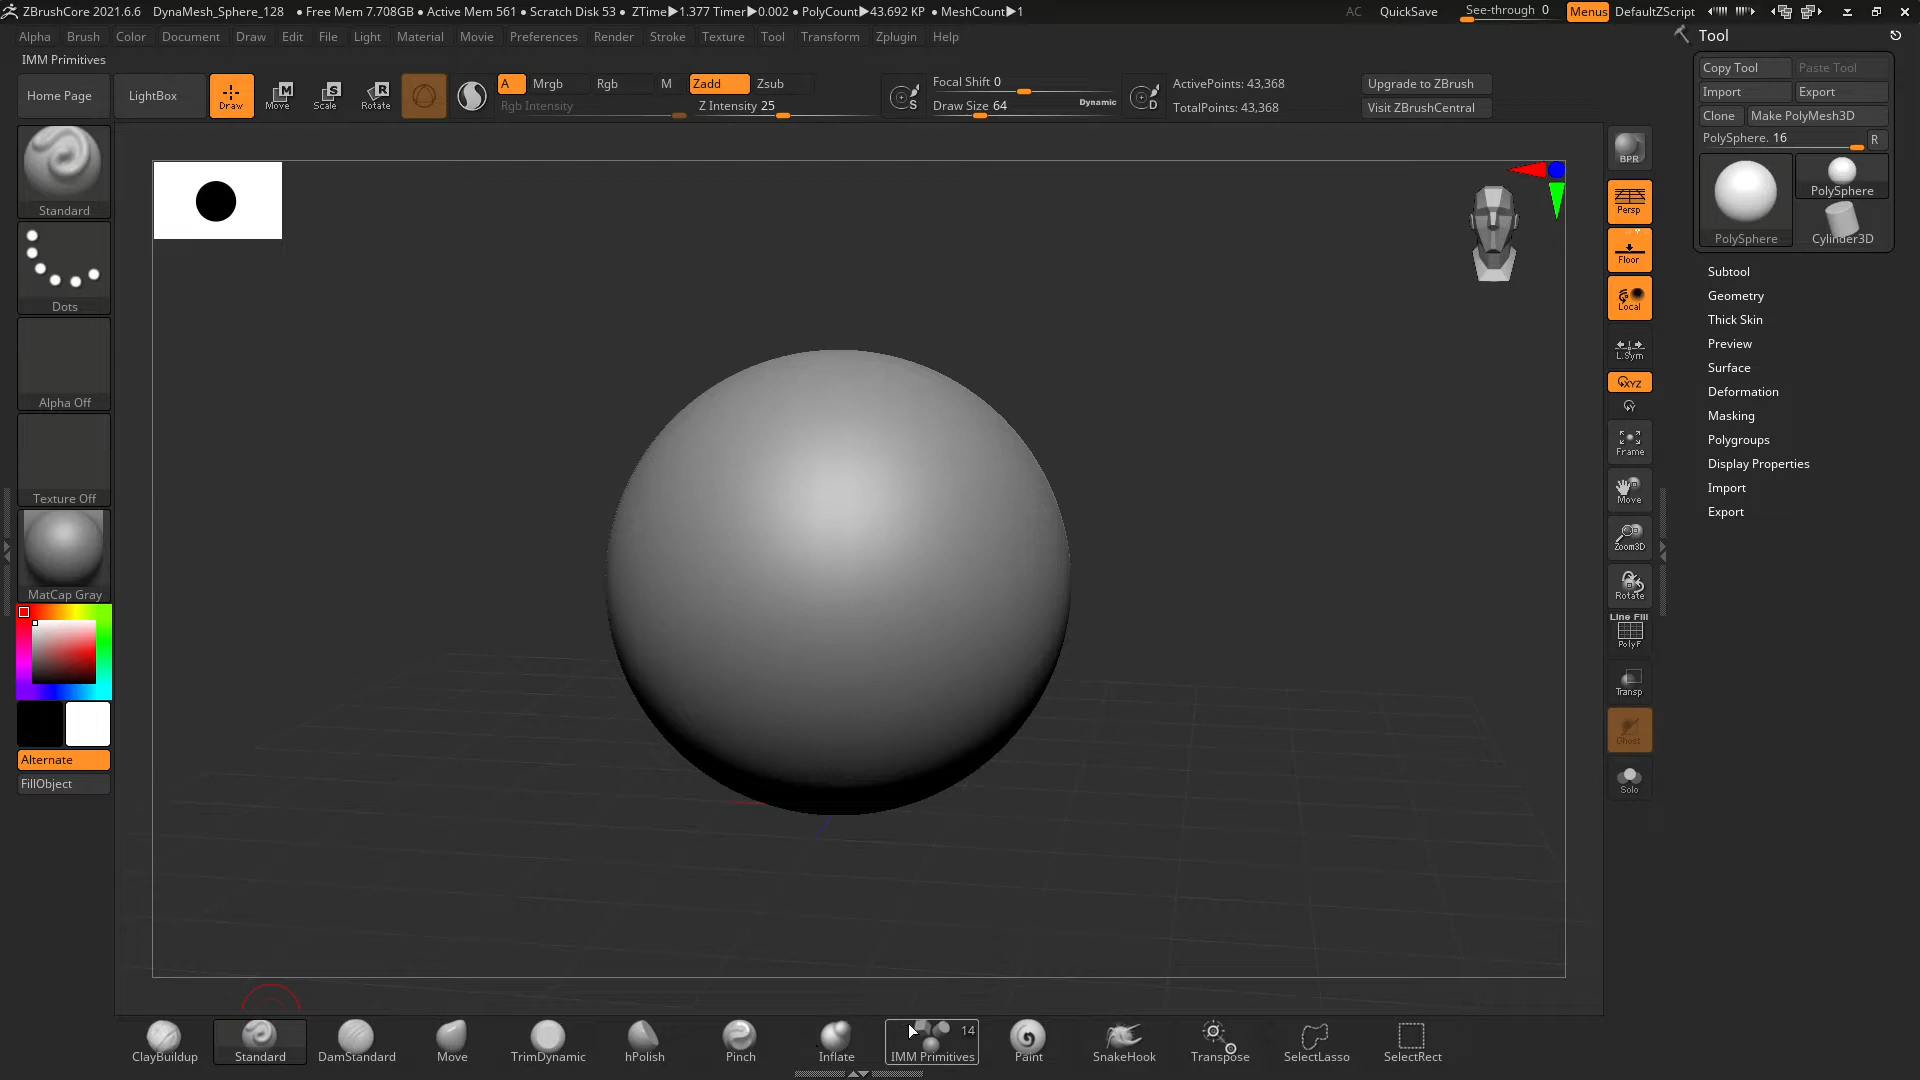 ZBrushCore 2021.6.6 DynaMesh_Sphere_128 • Free Mem 7.708GB • Active Mem 561 • Scratch Disk 53 • ZTime▶1.377 Timer▶0.002 • PolyCount▶43.692 KP • MeshCount▶1 AC QuickSave See-through 0 Menus DefaultZScript
Alpha Brush Color Document Draw Edit File Light Material Movie Preferences Render Stroke Texture Tool Transform Zplugin Help
IMM Primitives
Home Page LightBox Draw Move Scale Rotate
M S R
A Mrgb Rgb M Zadd Zsub
Rgb Intensity Z Intensity 25
S Focal Shift 0
Draw Size 64 Dynamic D
ActivePoints: 43,368
TotalPoints: 43,368
Upgrade to ZBrush
Visit ZBrushCentral
Standard
Dots
Alpha Off
Texture Off
MatCap Gray
Alternate
FillObject
BPR
Persp
Floor
Local
L.Sym
XYZ
Y
Frame
Move
Zoom3D
Rotate
Line Fill
PolyF
Transp
Ghost
Solo
Tool
Copy Tool Paste Tool
Import Export
Clone Make PolyMesh3D
PolySphere. 16 R
PolySphere
PolySphere Cylinder3D
Subtool
Geometry
Thick Skin
Preview
Surface
Deformation
Masking
Polygroups
Display Properties
Import
Export
14
ClayBuildup Standard DamStandard Move TrimDynamic hPolish Pinch Inflate IMM Primitives Paint SnakeHook Transpose SelectLasso SelectRect